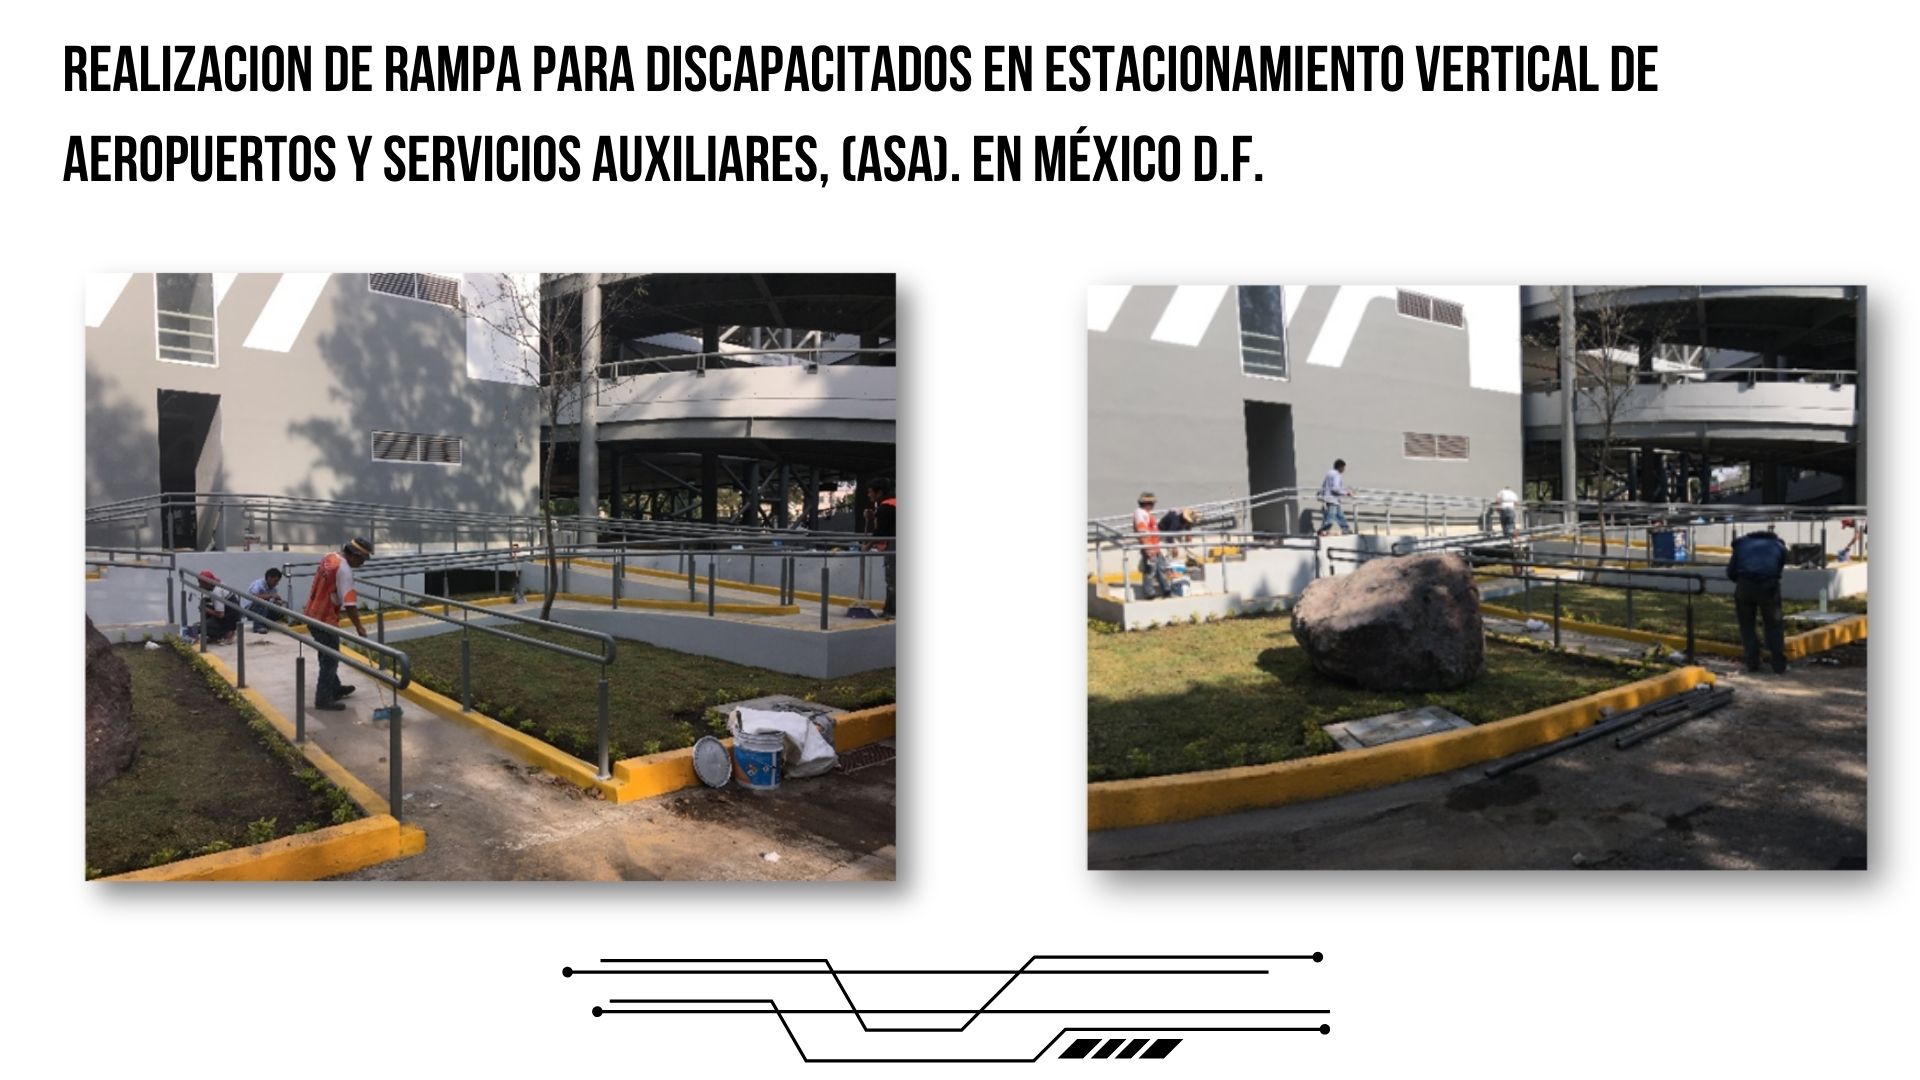 REALIZACION DE RAMPA PARA DISCAPACITADOS EN ESTACIONAMIENTO VERTICAL DE
AEROPUERTOS Y SERVICIOS AUXILIARES, (ASA). EN MÉXICO D.F.